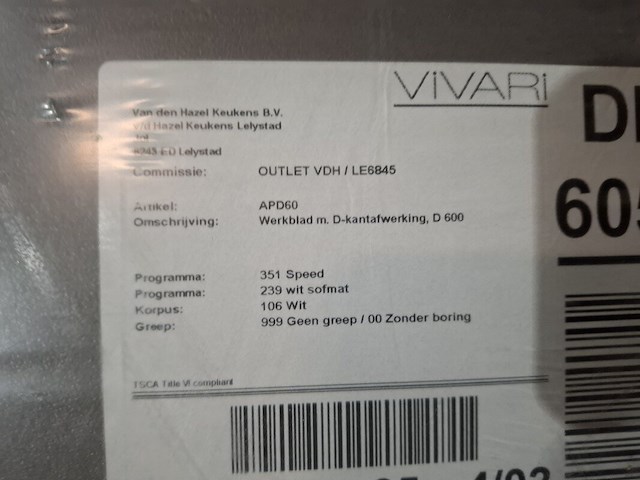 ViVARi
Van den Hazel Keukens B.V.
v/d Hazel Keukens Lelystad
ED Lelystad
Commissie: OUTLET VDH / LE6845
Artikel: APD60
Omschrijving: Werkblad m. D-kantafwerking, D 600
Programma: 351 Speed
Programma: 239 wit sofmat
Korpus: 106 Wit
Greep: 999 Geen greep / 00 Zonder boring
TSCA Title VI compliant
605